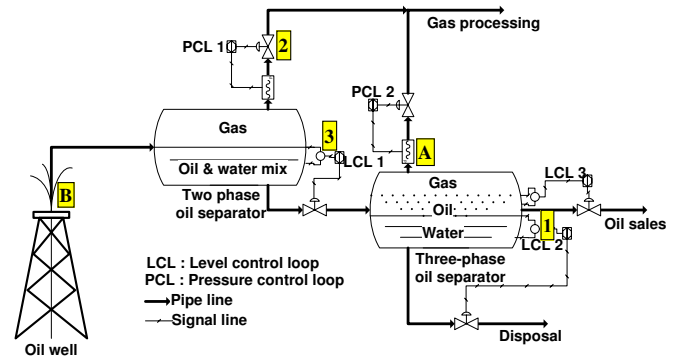 Gas processing
PCL 1
2
PCL 2
Gas
3
A
Oil & water mix
LCL 1
B
Two phase
oil separator
Gas
LCL 3
Oil
1
Oil sales
Water
LCL 2
Three-phase
oil separator
LCL : Level control loop
PCL : Pressure control loop
Pipe line
Signal line
Disposal
Oil well